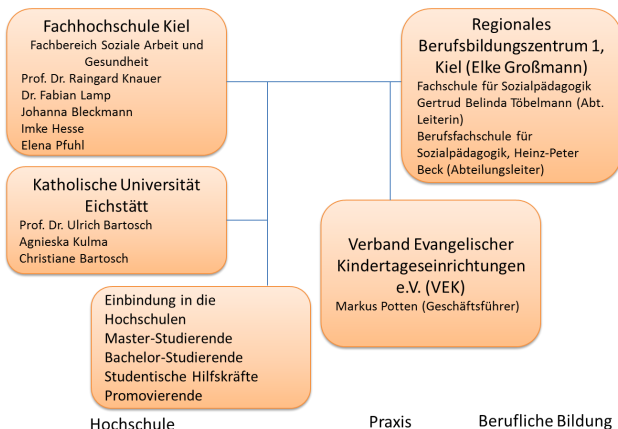 Fachhochschule Kiel
Fachbereich Soziale Arbeit und
Gesundheit
Prof. Dr. Raingard Knauer
Dr. Fabian Lamp
Johanna Bleckmann
Imke Hesse
Elena Pfuhl
Regionales
Berufsbildungszentrum 1,
Kiel (Elke Großmann)
Fachschule für Sozialpädagogik
Gertrud Belinda Töbelmann (Abt.
Leiterin)
Berufsfachschule für
Sozialpädagogik, Heinz-Peter
Beck (Abteilungsleiter)
Katholische Universität
Eichstätt
Prof. Dr. Ulrich Bartosch
Agnieska Kulma
Christiane Bartosch
Verband Evangelischer
Kindertageseinrichtungen
e.V. (VEK)
Markus Potten (Geschäftsführer)
Einbindung in die
Hochschulen
Master-Studierende
Bachelor-Studierende
Studentische Hilfskräfte
Promovierende
Hochschule
Praxis
Berufliche Bildung